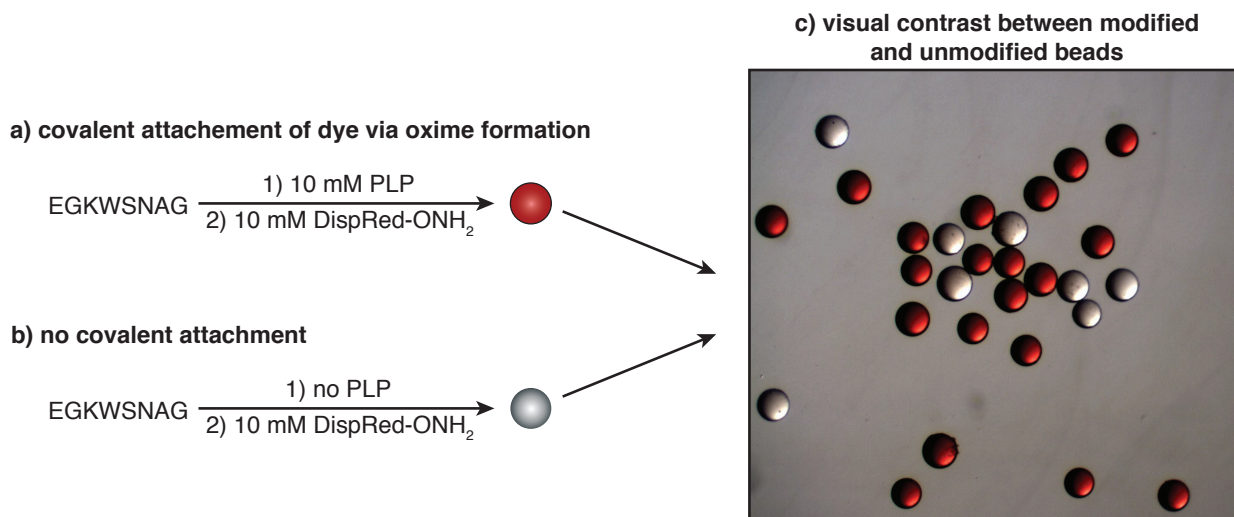 c) visual contrast between modified
and unmodified beads
a) covalent attachement of dye via oxime formation
EGKWSNAG
1) 10 mM PLP
2) 10 mM DispRed-ONH₂
b) no covalent attachment
EGKWSNAG
1) no PLP
2) 10 mM DispRed-ONH₂